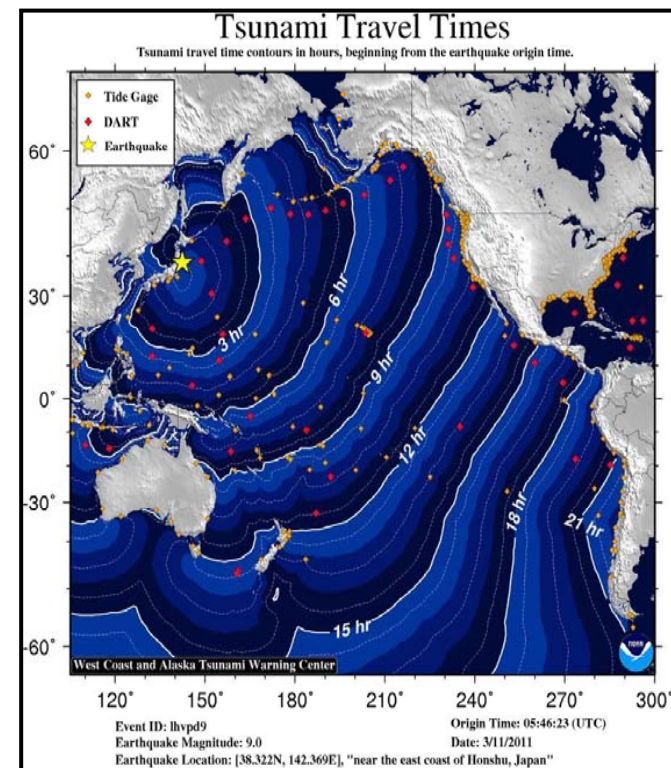 Tsunami Travel Times
Tsunami travel time contours in hours, beginning from the earthquake origin time.
Tide Gage
DART
Earthquake
60°
30°
0°
-30°
-60°
3 hr
6 hr
9 hr
12 hr
15 hr
18 hr
21 hr
West Coast and Alaska Tsunami Warning Center
120° 150° 180° 210° 240° 270° 300°
Event ID: lhvpd9
Origin Time: 05:46:23 (UTC)
Earthquake Magnitude: 9.0
Date: 3/11/2011
Earthquake Location: [38.322N, 142.369E], "near the east coast of Honshu, Japan"